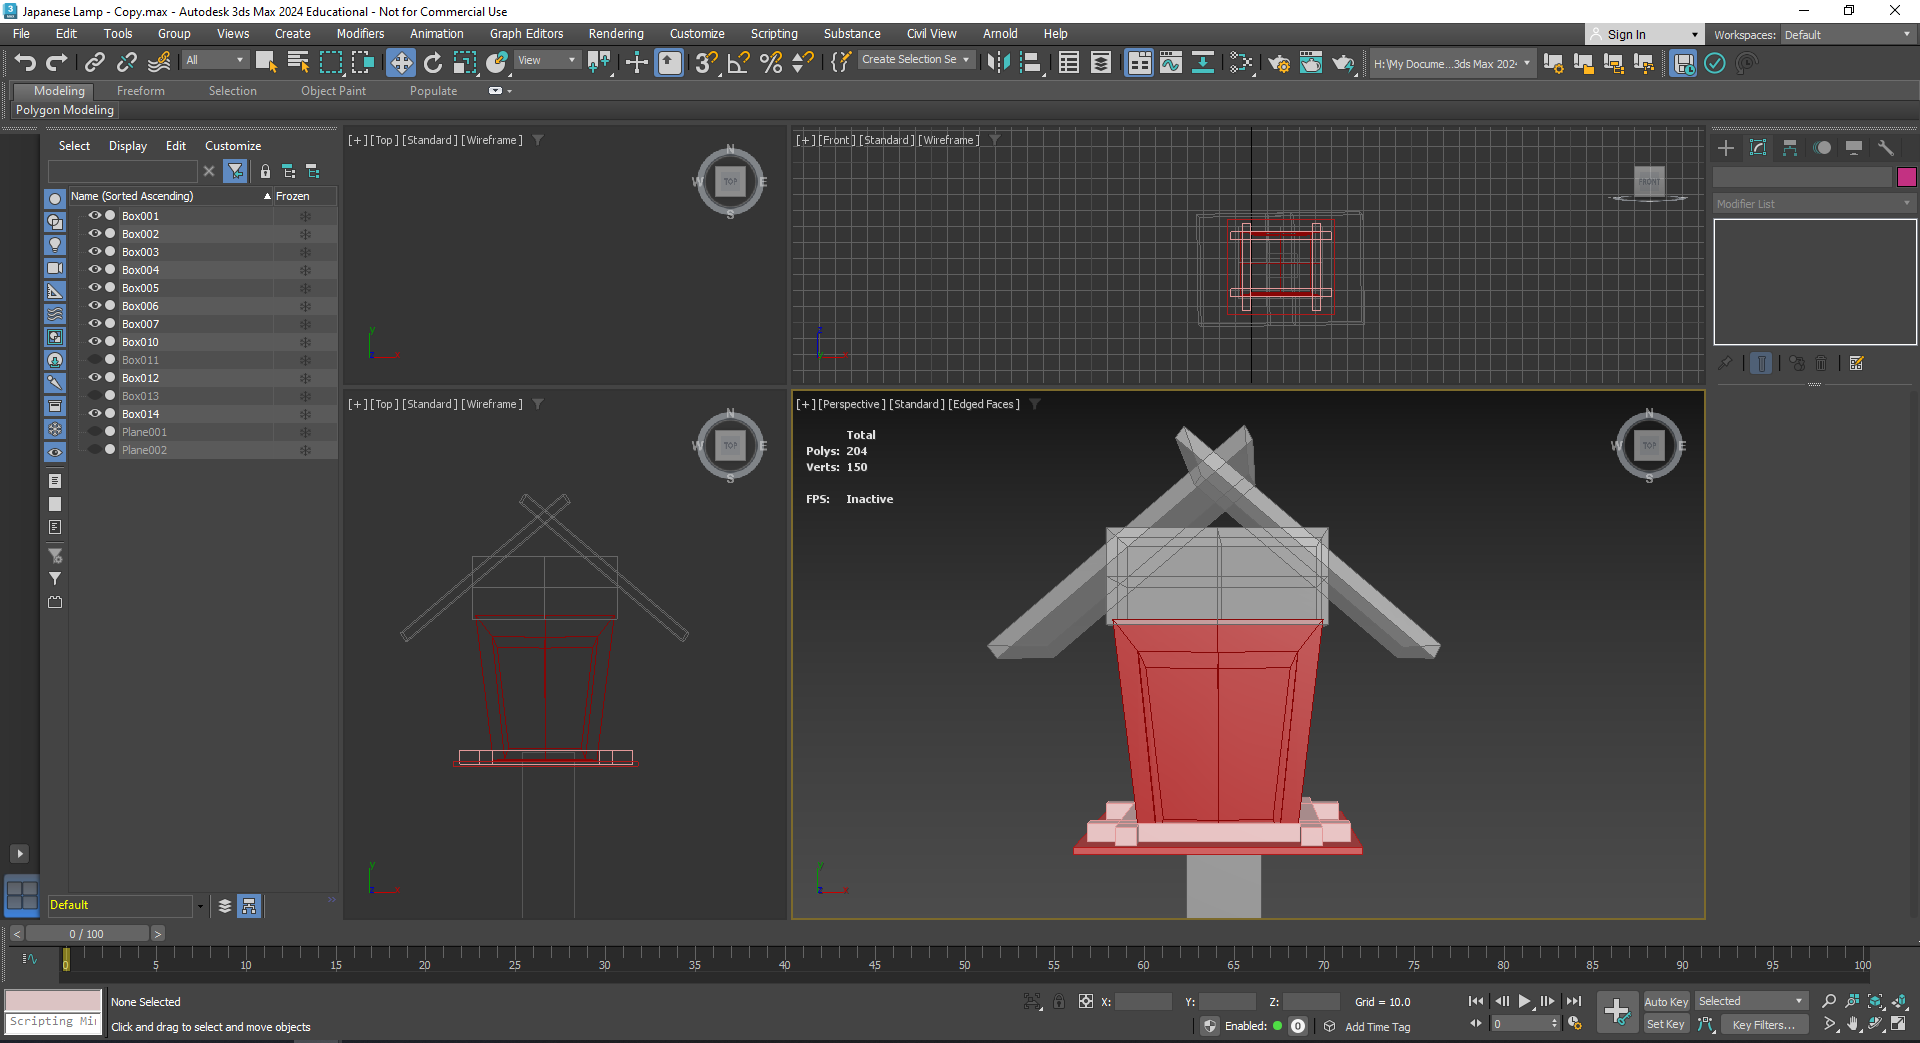 Japanese Lamp - Copy.max - Autodesk 3ds Max 2024 Educational - Not for Commercial Use
File Edit Tools Group Views Create Modifiers Animation Graph Editors Rendering Customize Scripting Substance Civil View Arnold Help
Sign In Workspaces: Default
All View Create Selection Se H:\My Docume...3ds Max 202
Modeling Freeform Selection Object Paint Populate
Polygon Modeling
Select Display Edit Customize
Name (Sorted Ascending) Frozen
Box001
Box002
Box003
Box004
Box005
Box006
Box007
Box010
Box011
Box012
Box013
Box014
Plane001
Plane002
Default
[+] [Top] [Standard] [Wireframe]
N
W TOP E
S
y
z x
[+] [Front] [Standard] [Wireframe]
FRONT
z
y x
[+] [Top] [Standard] [Wireframe]
N
W TOP E
S
y
z x
[+] [Perspective] [Standard] [Edged Faces]
Total
Polys: 204
Verts: 150
FPS: Inactive
N
W TOP E
S
y
z x
Modifier List
< 0 / 100 >
0 5 10 15 20 25 30 35 40 45 50 55 60 65 70 75 80 85 90 95 100
None Selected
X: Y: Z: Grid = 10.0
Auto Key Selected
Scripting Mi
Click and drag to select and move objects
Enabled: 0 Add Time Tag
0
Set Key Key Filters...